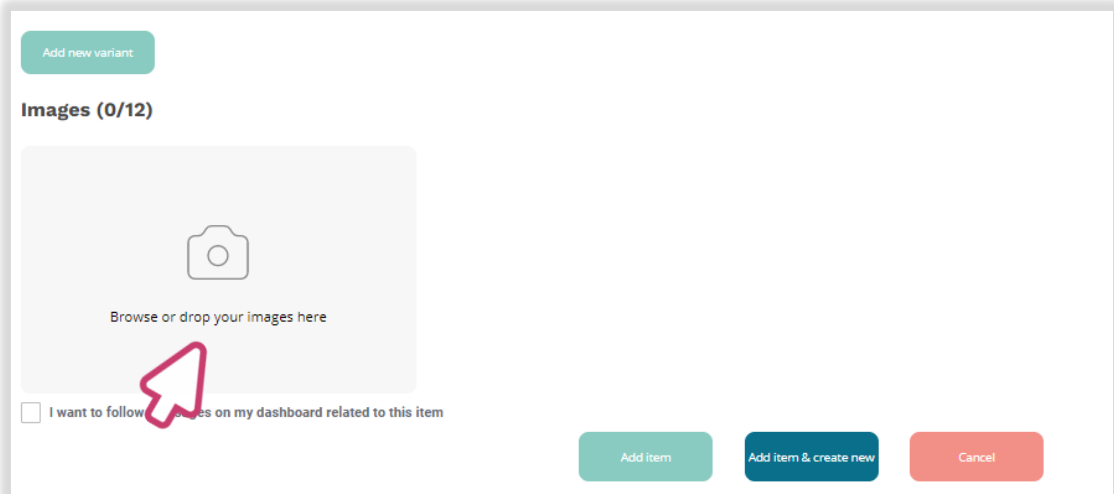 Add new variant
Images (0/12)
Browse or drop your images here
I want to follow es on my dashboard related to this item
Add item
Add item & create new
Cancel